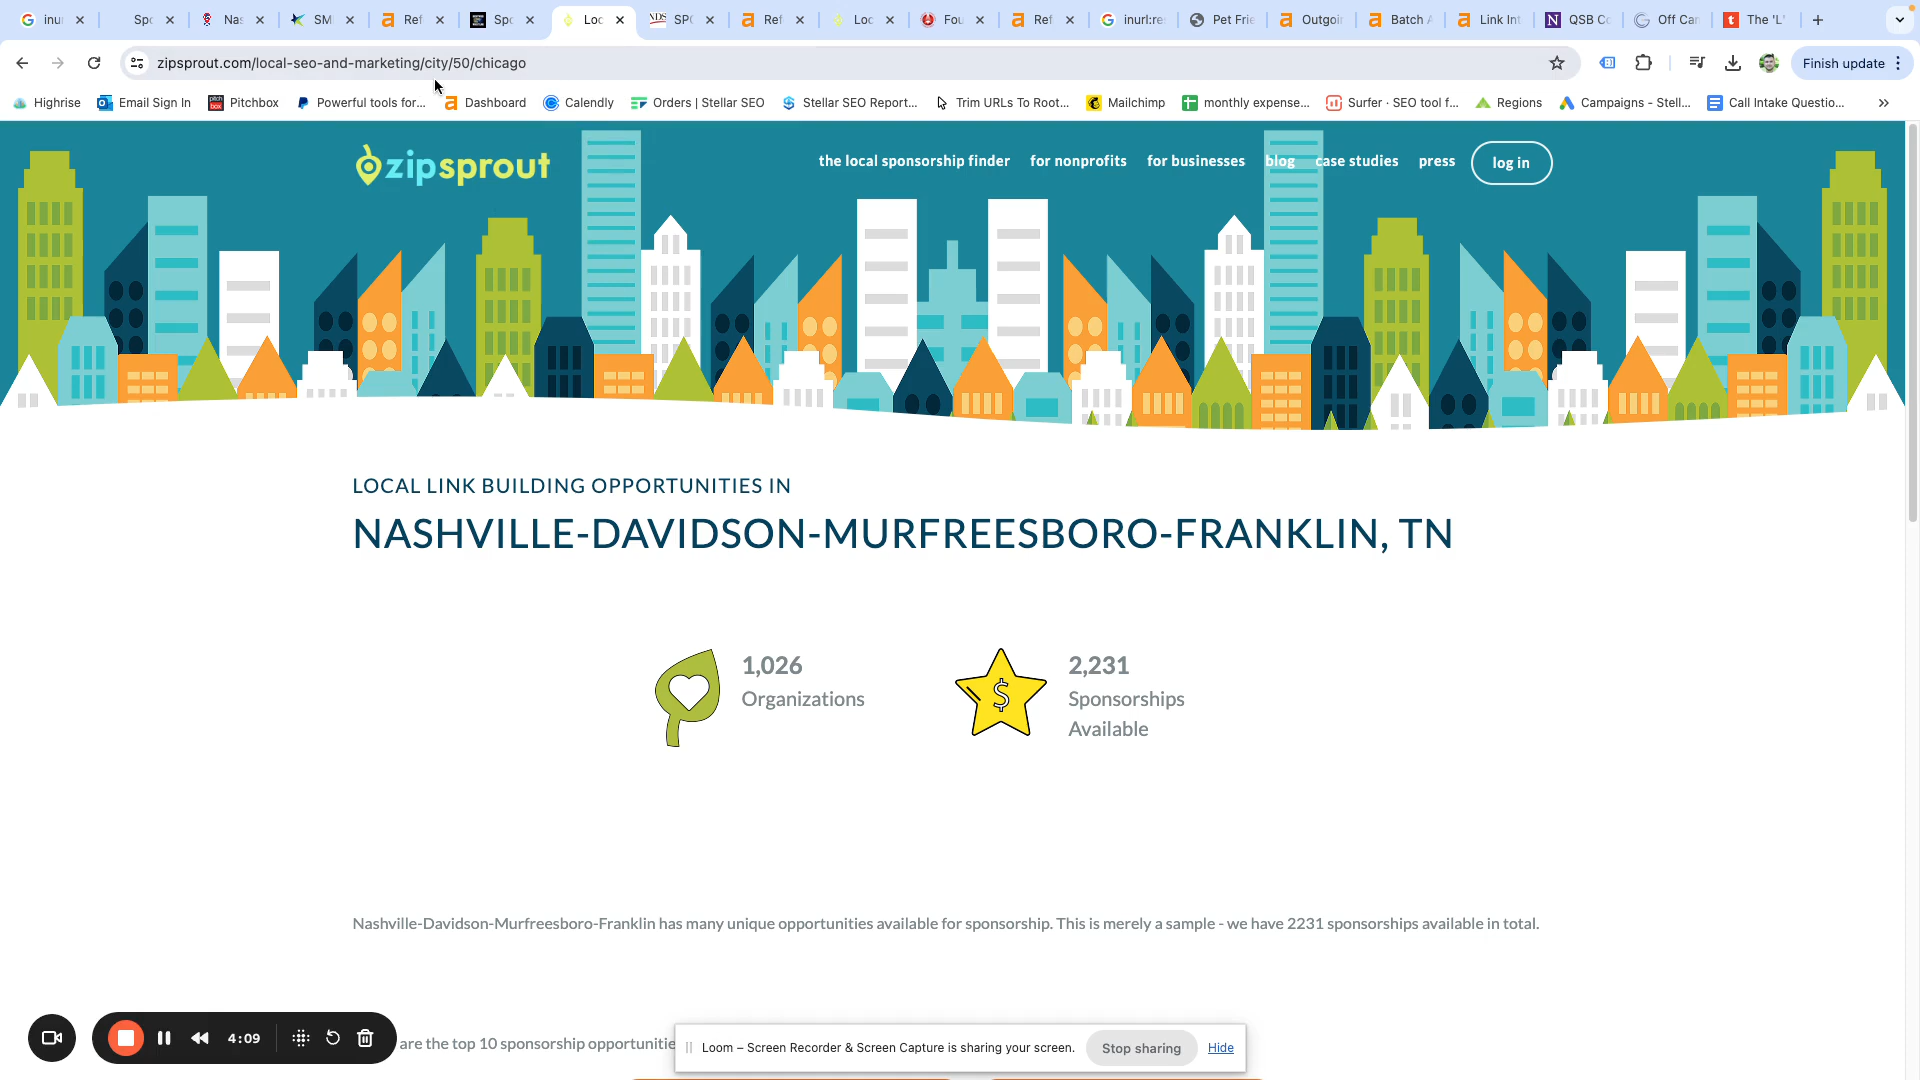 inu
Spo
Nas
SM
Ref
Spo
Loc
SP
Ref
Loc
Fou
Ref
inurl:re
Pet Frie
Outgoi
Batch
Link Int
QSB Co
Off Car
The 'L'
zipsprout.com/local-seo-and-marketing/city/50/chicago
Finish update
Highrise
Email Sign In
Pitchbox
Powerful tools for...
Dashboard
Calendly
Orders | Stellar SEO
Stellar SEO Report...
Trim URLs To Root...
Mailchimp
monthly expense...
Surfer · SEO tool f...
Regions
Campaigns - Stell...
Call Intake Questio...
zipsprout
the local sponsorship finder
for nonprofits
for businesses
blog
case studies
press
log in
LOCAL LINK BUILDING OPPORTUNITIES IN
NASHVILLE-DAVIDSON-MURFREESBORO-FRANKLIN, TN
1,026
Organizations
2,231
Sponsorships
Available
Nashville-Davidson-Murfreesboro-Franklin has many unique opportunities available for sponsorship. This is merely a sample - we have 2231 sponsorships available in total.
are the top 10 sponsorship opportunitie
4:09
Loom – Screen Recorder & Screen Capture is sharing your screen.
Stop sharing
Hide